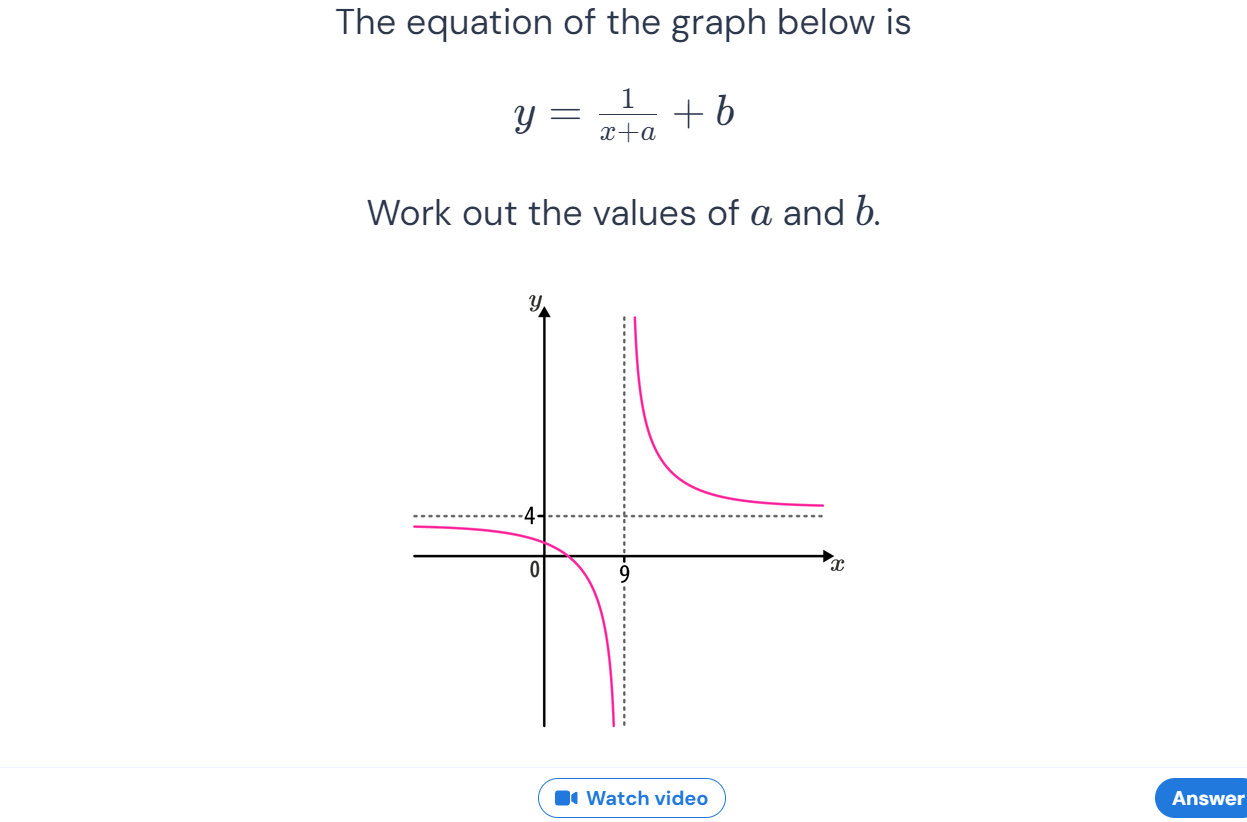 The equation of the graph below is
y = 1/(x+a) + b
Work out the values of a and b.
y
4
0
9
x
Watch video
Answer